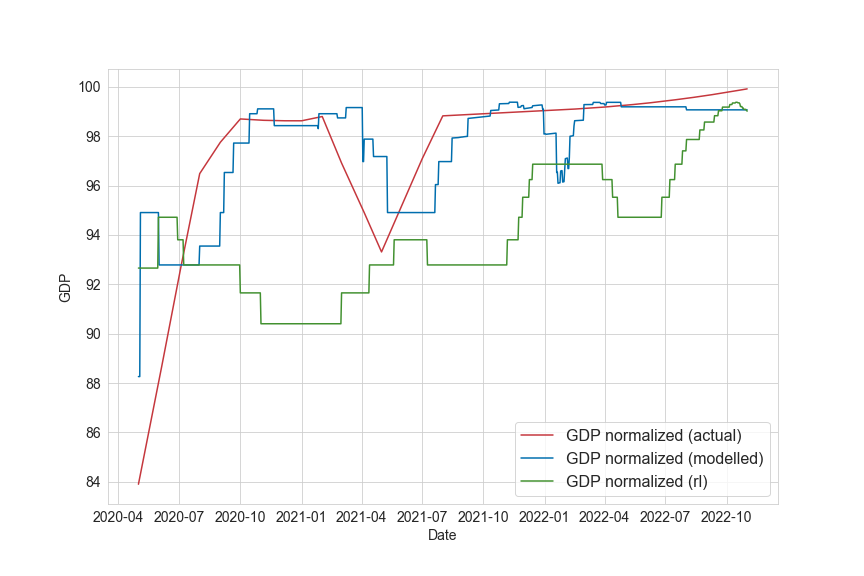 GDP
100
98
96
94
92
90
88
86
84
GDP normalized (actual)
GDP normalized (modelled)
GDP normalized (rl)
2020-04 2020-07 2020-10 2021-01 2021-04 2021-07 2021-10 2022-01 2022-04 2022-07 2022-10
Date